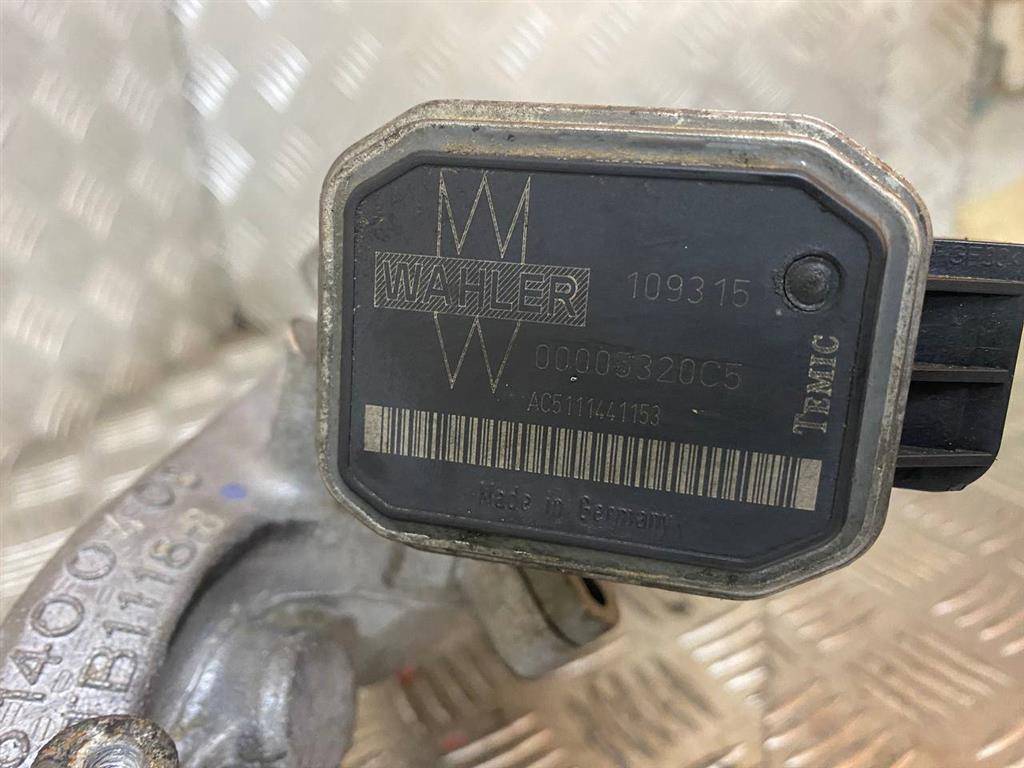 WAHLER
109315
00005320C5
AC5111441153
TEMIC
Made in Germany